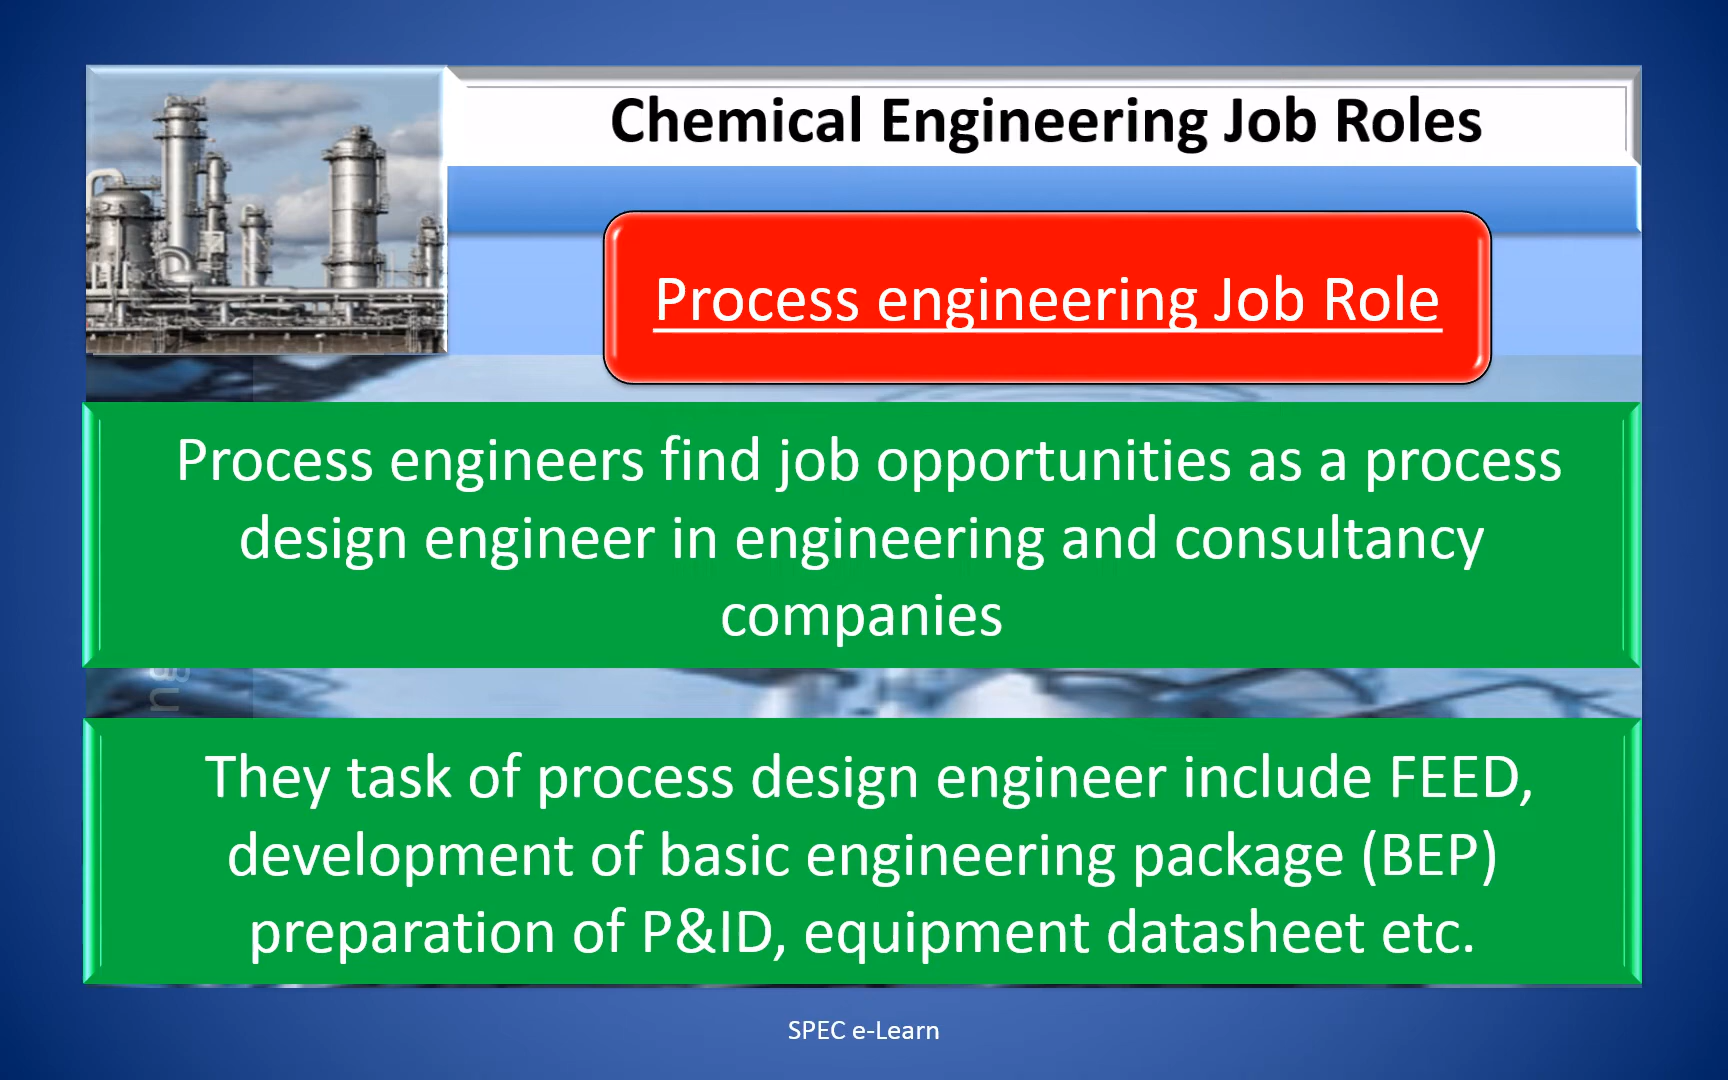 Chemical Engineering Job Roles
Process engineering Job Role
Process engineers find job opportunities as a process
design engineer in engineering and consultancy
companies
ng
They task of process design engineer include FEED,
development of basic engineering package (BEP)
preparation of P&ID, equipment datasheet etc.
SPEC e-Learn